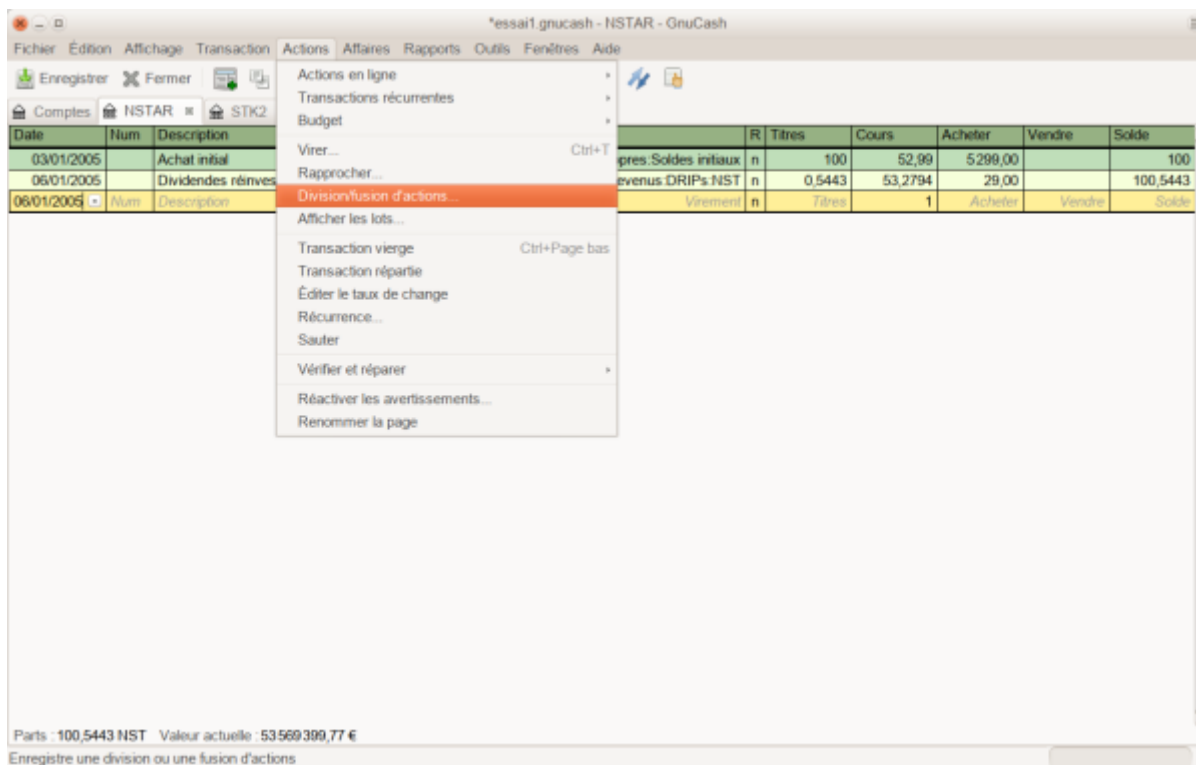 *essai1.gnucash - NSTAR - GnuCash
Fichier Édition Affichage Transaction Actions Affaires Rapports Outils Fenêtres Aide
Enregistrer Fermer
Comptes NSTAR STK2
Actions en ligne
Transactions récurrentes
Budget
Virer... Ctrl+T
Rapprocher...
Division/fusion d'actions...
Afficher les lots...
Transaction vierge Ctrl+Page bas
Transaction répartie
Éditer le taux de change
Récurrence...
Sauter
Vérifier et réparer
Réactiver les avertissements...
Renommer la page
Date Num Description R Titres Cours Acheter Vendre Solde
03/01/2005 Achat initial pres:Soldes initiaux n 100 52,99 5299,00 100
06/01/2005 Dividendes réinves evenus:DRIPs:NST n 0,5443 53,2794 29,00 100,5443
06/01/2005 Num Description Virement n Titres 1 Acheter Vendre Solde
Parts : 100,5443 NST Valeur actuelle : 53 569 399,77 €
Enregistre une division ou une fusion d'actions